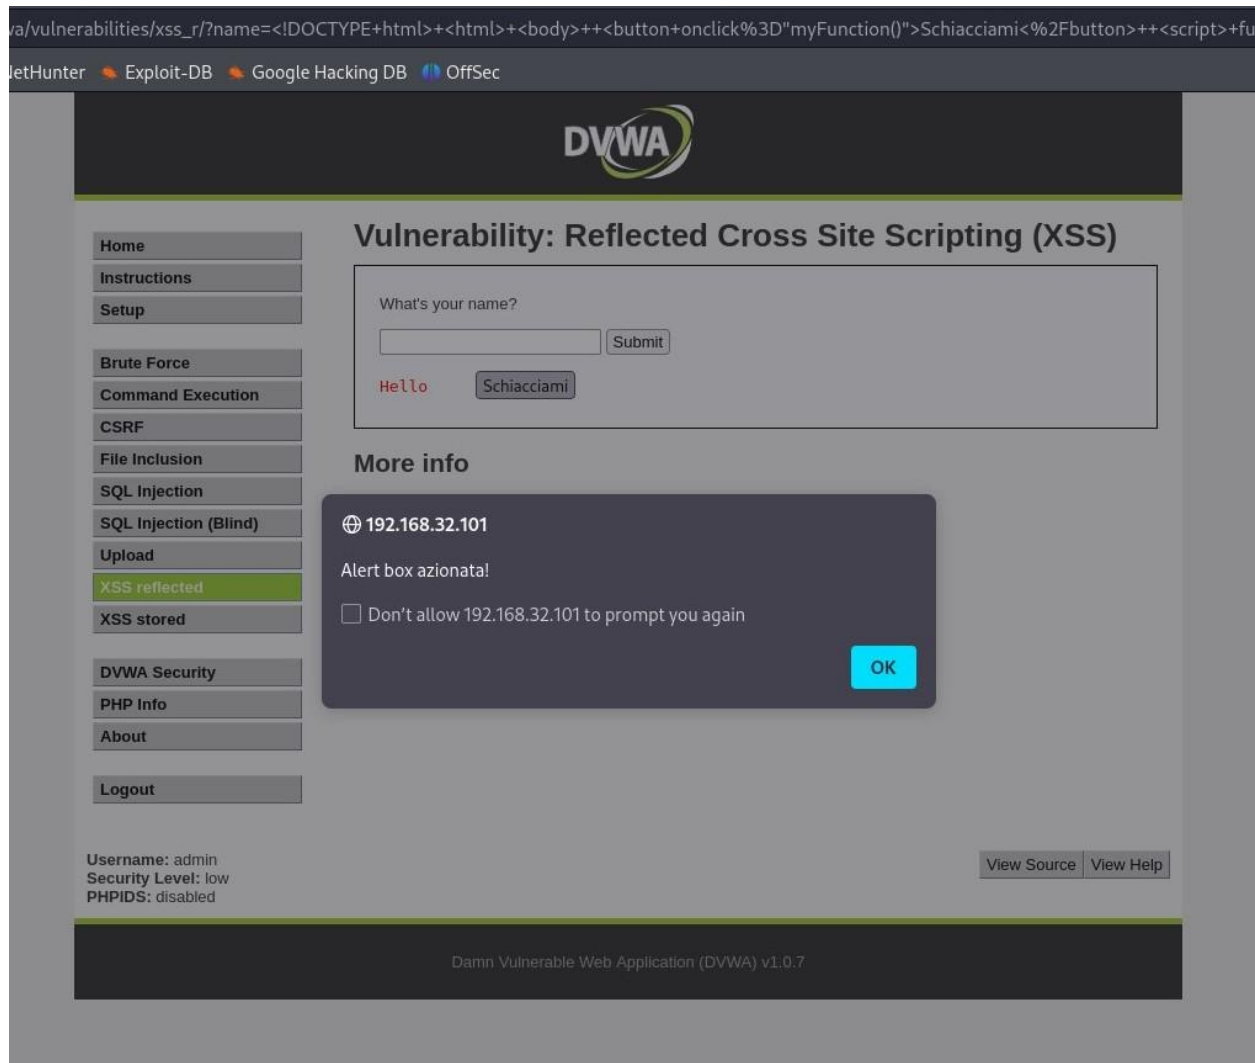 va/vulnerabilities/xss_r/?name=<!DOCTYPE+html>+<html>+<body>++<button+onclick%3D"myFunction()">Schiacciami<%2Fbutton>++<script>+fu
NetHunter Exploit-DB Google Hacking DB OffSec
DVWA
Home
Instructions
Setup
Brute Force
Command Execution
CSRF
File Inclusion
SQL Injection
SQL Injection (Blind)
Upload
XSS reflected
XSS stored
DVWA Security
PHP Info
About
Logout
Vulnerability: Reflected Cross Site Scripting (XSS)
What's your name?
Submit
Hello Schiacciami
More info
192.168.32.101
Alert box azionata!
Don't allow 192.168.32.101 to prompt you again
OK
Username: admin
Security Level: low
PHPIDS: disabled
View Source View Help
Damn Vulnerable Web Application (DVWA) v1.0.7